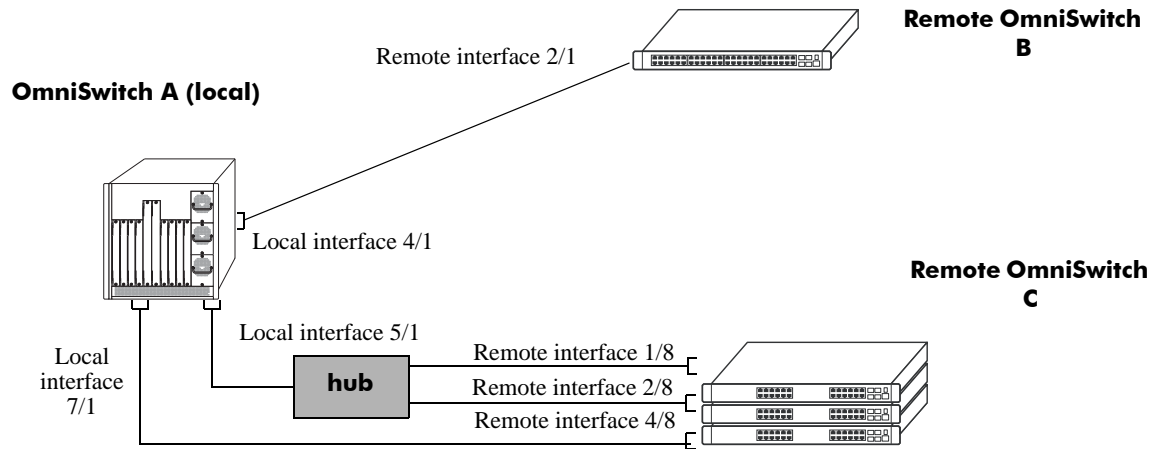 Remote OmniSwitch
B
Remote interface 2/1
OmniSwitch A (local)
Local interface 4/1
Remote OmniSwitch
C
Local interface 5/1
Local
interface
7/1
hub
Remote interface 1/8
Remote interface 2/8
Remote interface 4/8